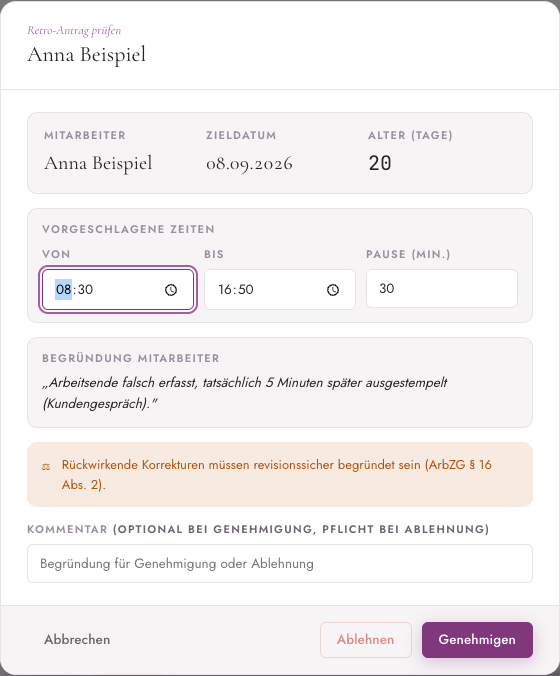 Retro-Antrag prüfen
Anna Beispiel
MITARBEITER ZIELDATUM ALTER (TAGE)
Anna Beispiel 08.09.2026 20
VORGESCHLAGENE ZEITEN
VON BIS PAUSE (MIN.)
08:30 16:50 30
BEGRÜNDUNG MITARBEITER
„Arbeitsende falsch erfasst, tatsächlich 5 Minuten später ausgestempelt
(Kundengespräch)."
⚖ Rückwirkende Korrekturen müssen revisionssicher begründet sein (ArbZG § 16
Abs. 2).
KOMMENTAR (OPTIONAL BEI GENEHMIGUNG, PFLICHT BEI ABLEHNUNG)
Begründung für Genehmigung oder Ablehnung
Abbrechen Ablehnen Genehmigen